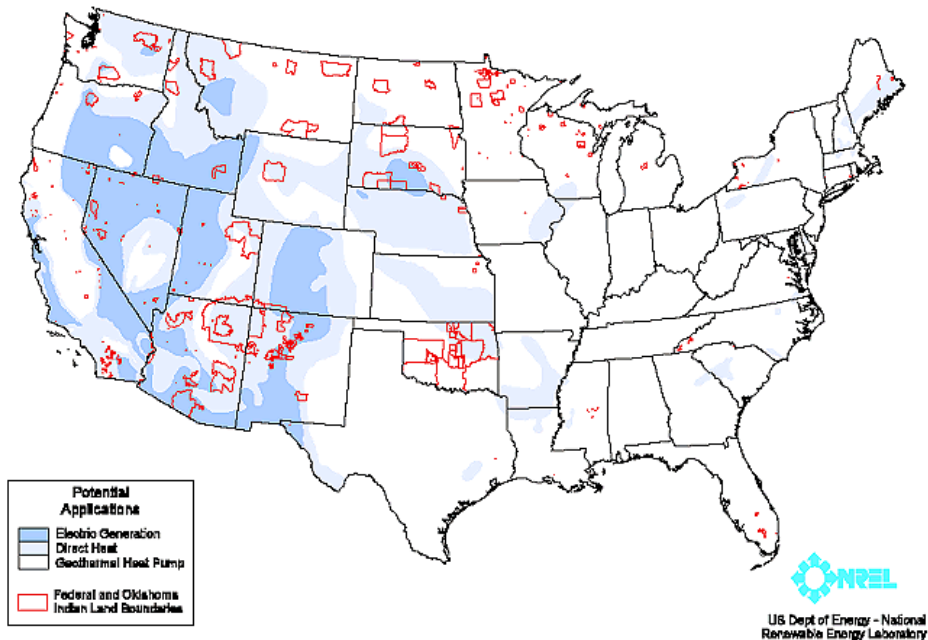 Potential
Applications
Electric Generation
Direct Heat
Geothermal Heat Pump
Federal and Oklahoma
Indian Land Boundaries
NREL
US Dept of Energy - National
Renewable Energy Laboratory